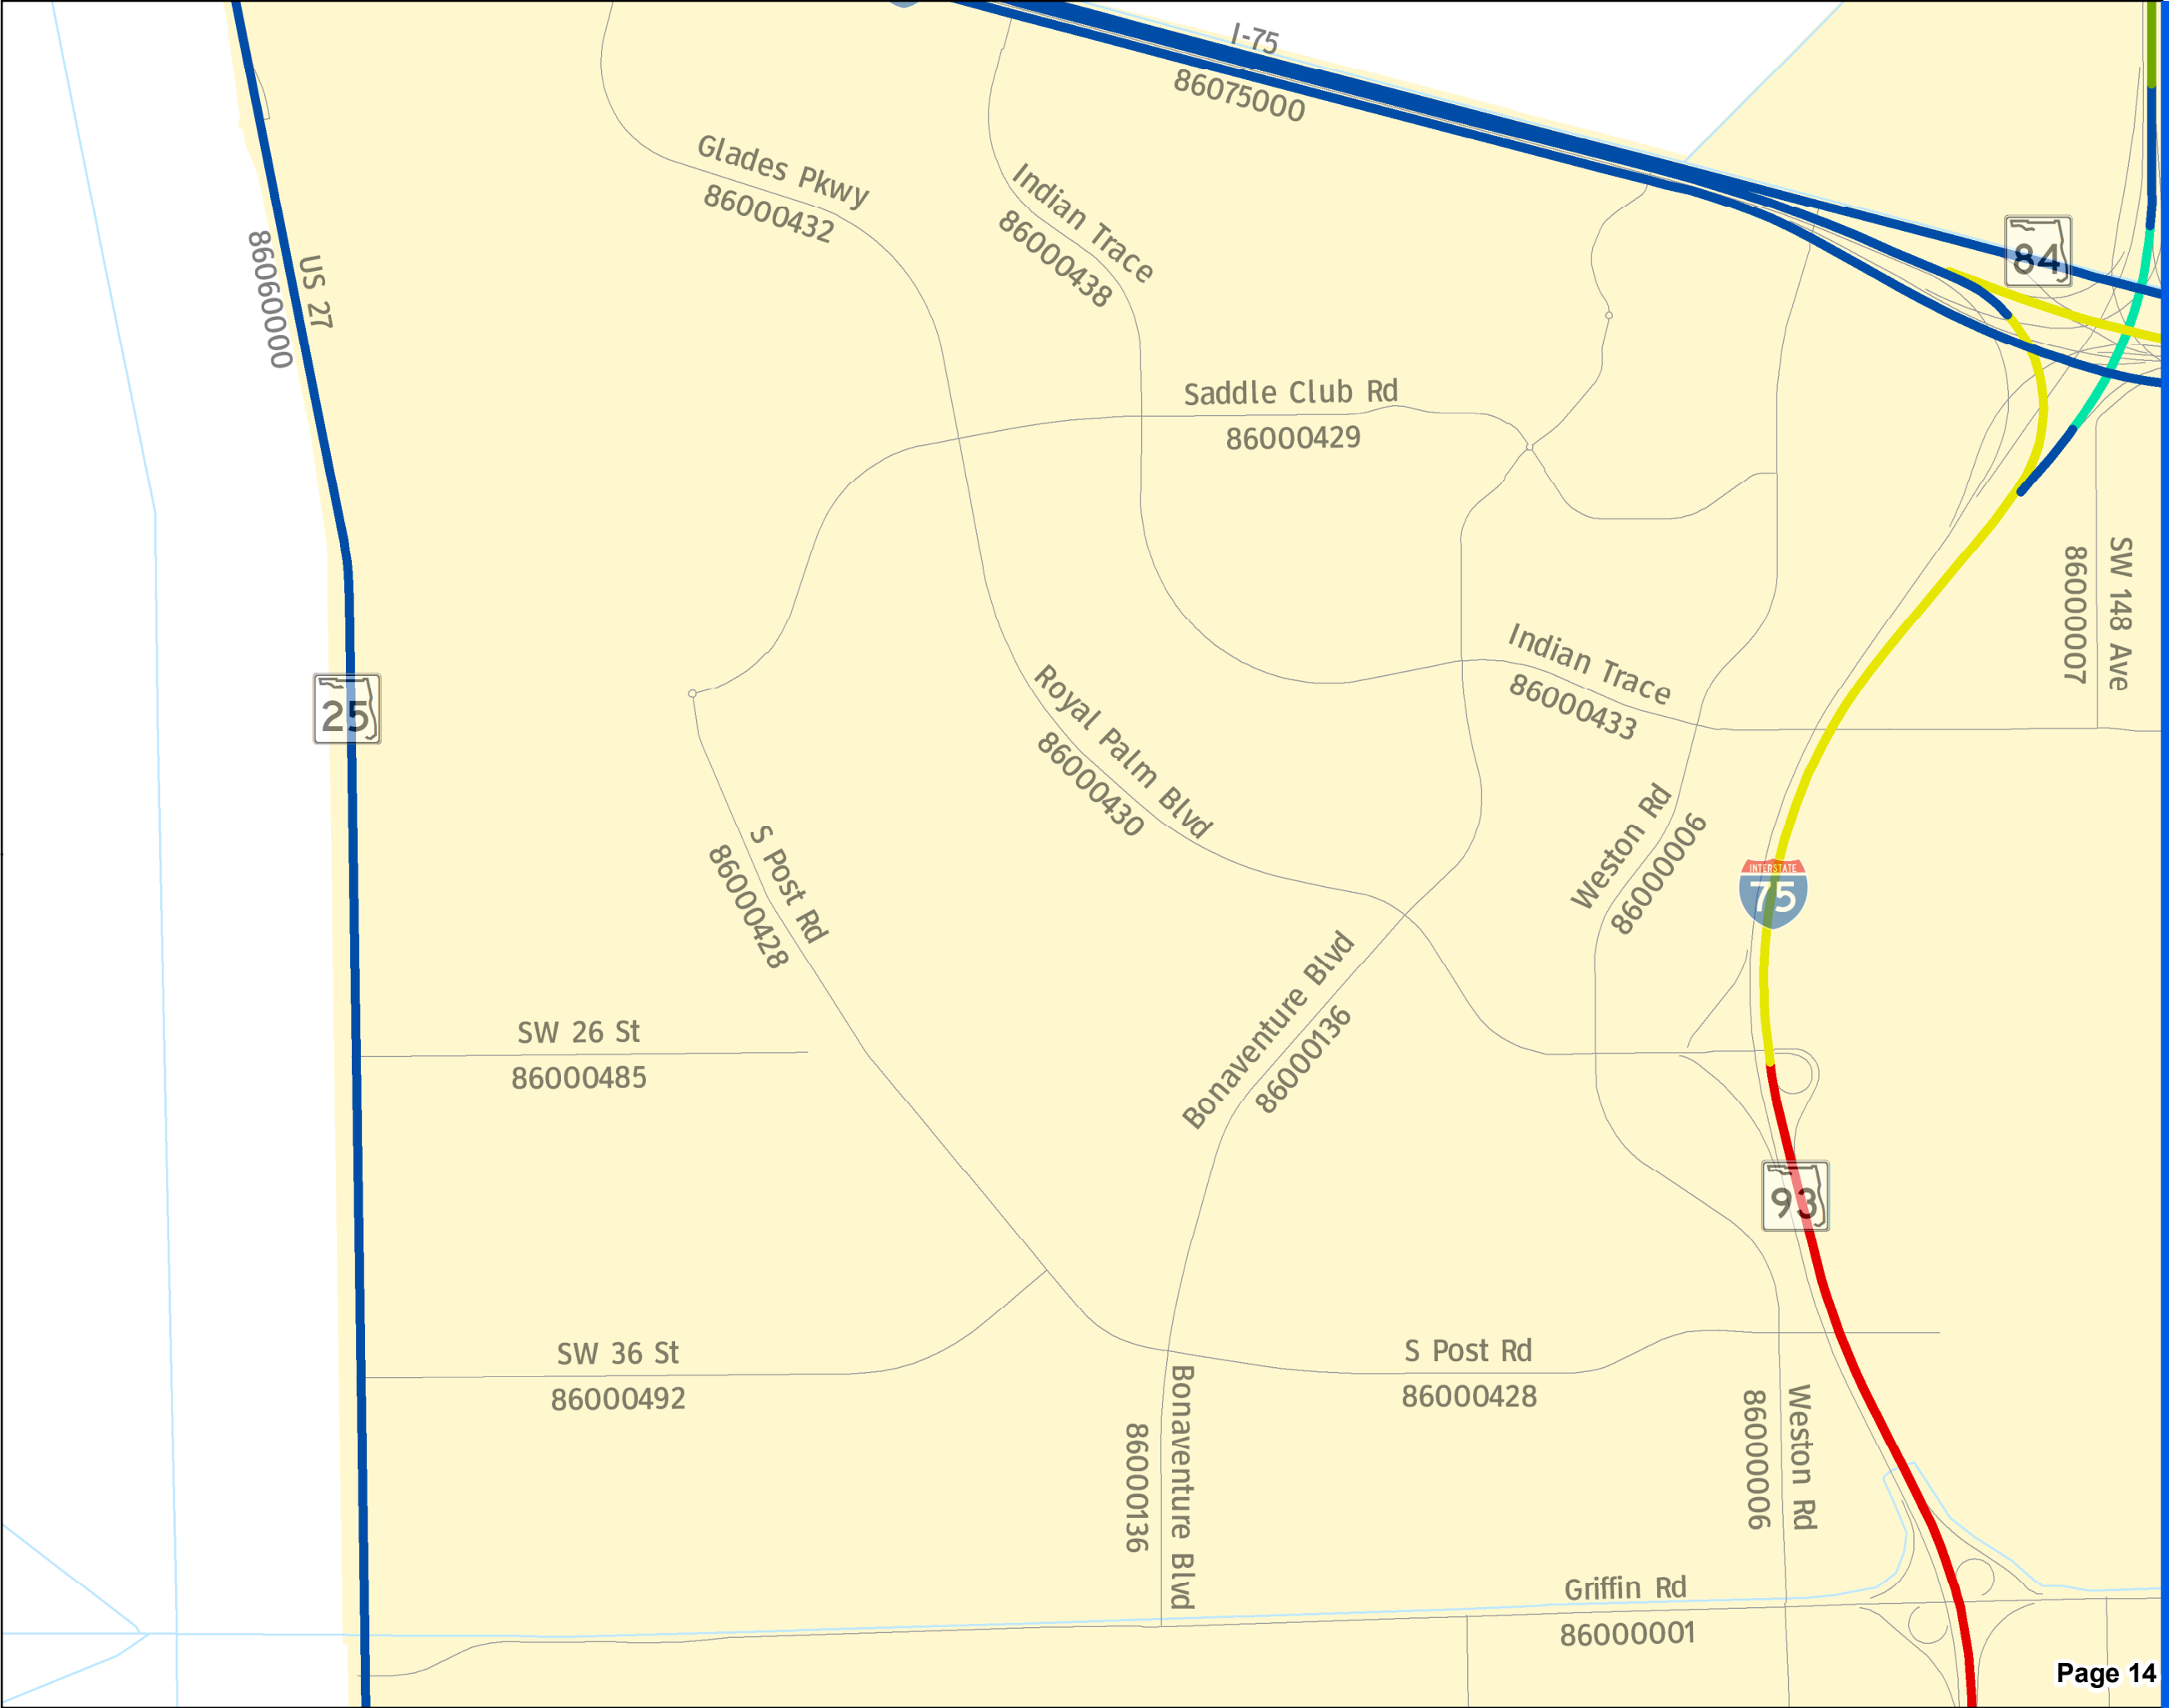 I-75
86075000
Glades Pkwy
86000432
Indian Trace
86000438
84
US 27
86060000
Saddle Club Rd
86000429
SW 148 Ave
86000007
25
Indian Trace
86000433
Royal Palm Blvd
86000430
Weston Rd
86000006
S Post Rd
86000428
INTERSTATE
75
Bonaventure Blvd
86000136
SW 26 St
86000485
93
SW 36 St
86000492
S Post Rd
86000428
Bonaventure Blvd
86000136
Weston Rd
86000006
Griffin Rd
86000001
Page 14